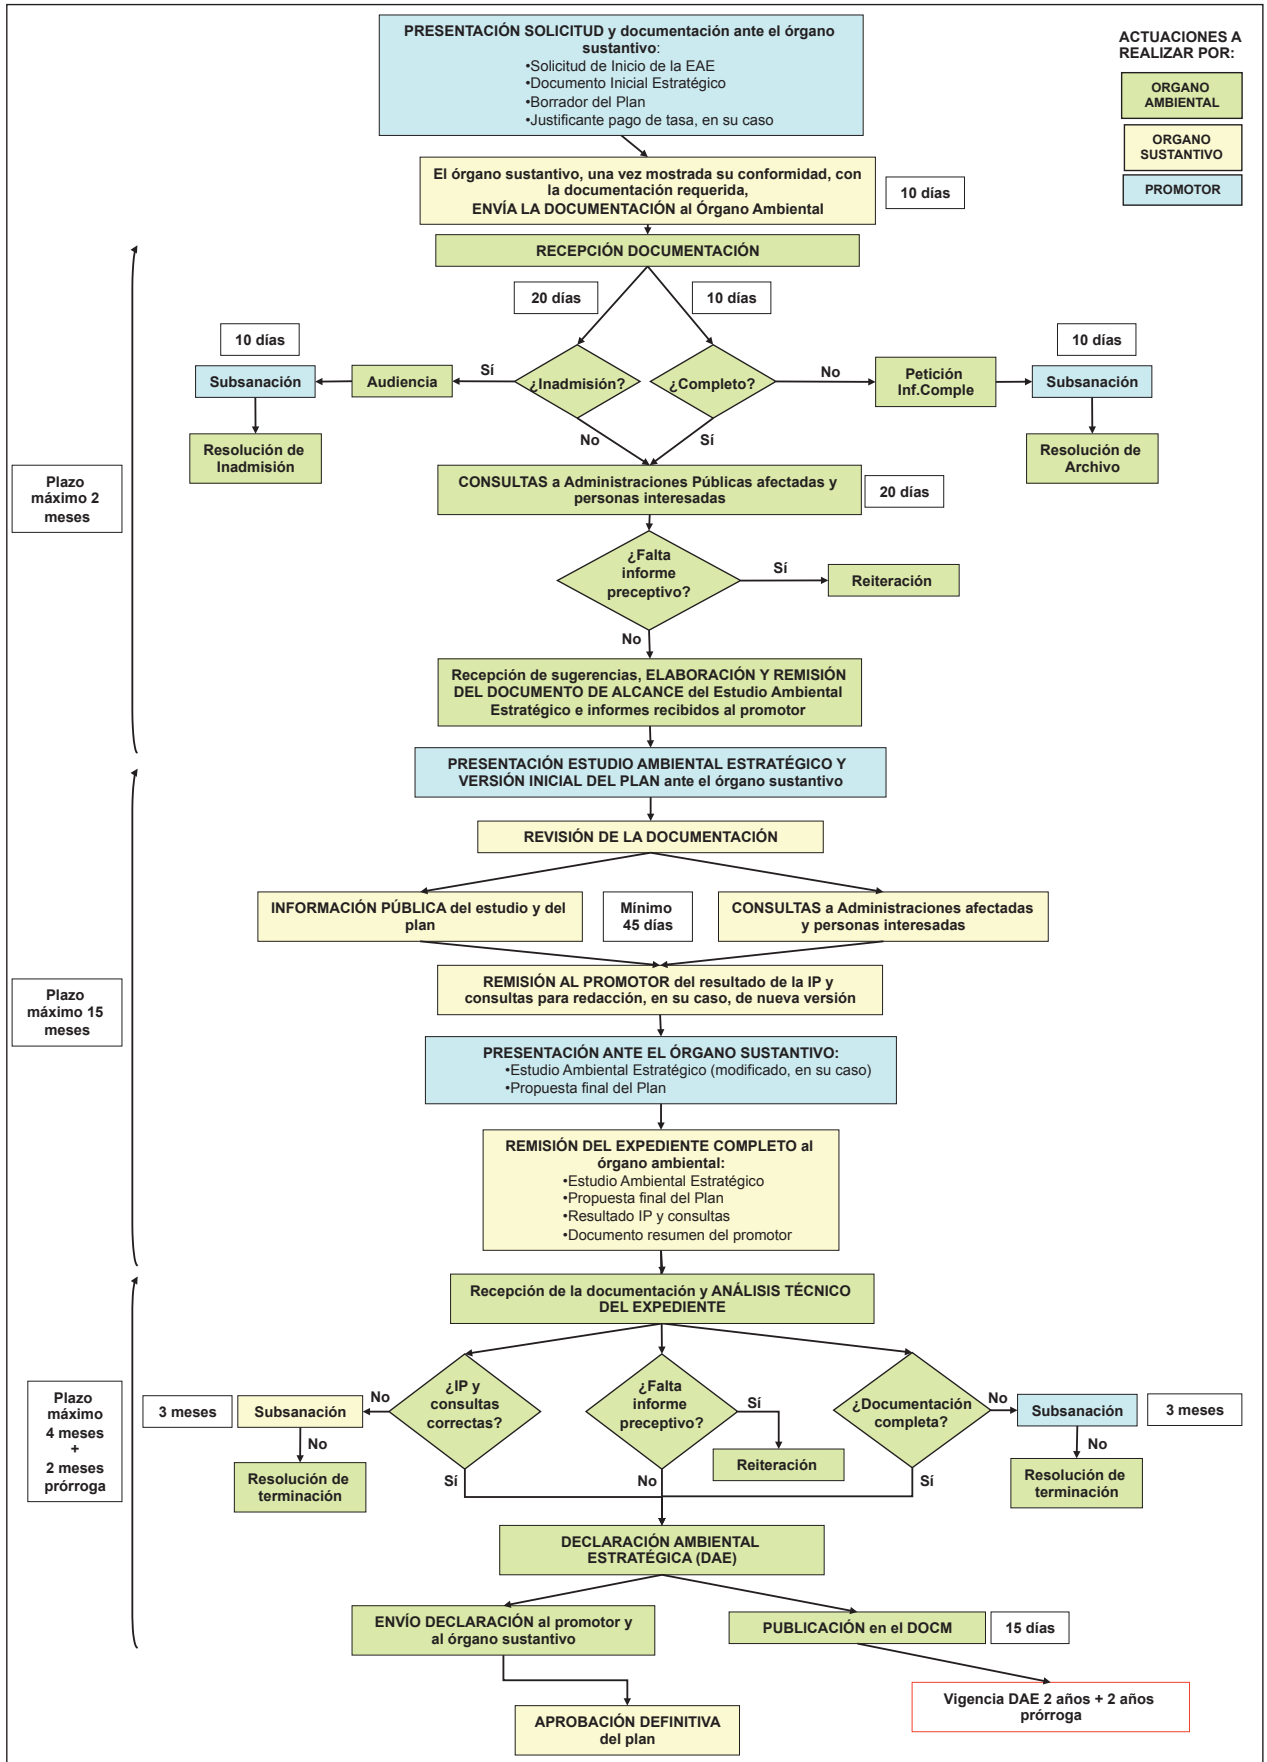 PRESENTACIÓN SOLICITUD y documentación ante el órgano
sustantivo:
•Solicitud de Inicio de la EAE
•Documento Inicial Estratégico
•Borrador del Plan
•Justificante pago de tasa, en su caso
ACTUACIONES A
REALIZAR POR:
ORGANO
AMBIENTAL
ORGANO
SUSTANTIVO
PROMOTOR
El órgano sustantivo, una vez mostrada su conformidad, con
la documentación requerida,
ENVÍA LA DOCUMENTACIÓN al Órgano Ambiental
10 días
RECEPCIÓN DOCUMENTACIÓN
20 días
10 días
10 días
10 días
Subsanación
Audiencia
Sí
¿Inadmisión?
¿Completo?
No
Petición
Inf.Comple
Subsanación
No
Sí
Resolución de
Inadmisión
Resolución de
Archivo
Plazo
máximo 2
meses
CONSULTAS a Administraciones Públicas afectadas y
personas interesadas
20 días
¿Falta
informe
preceptivo?
Sí
Reiteración
No
Recepción de sugerencias, ELABORACIÓN Y REMISIÓN
DEL DOCUMENTO DE ALCANCE del Estudio Ambiental
Estratégico e informes recibidos al promotor
PRESENTACIÓN ESTUDIO AMBIENTAL ESTRATÉGICO Y
VERSIÓN INICIAL DEL PLAN ante el órgano sustantivo
REVISIÓN DE LA DOCUMENTACIÓN
INFORMACIÓN PÚBLICA del estudio y del
plan
Mínimo
45 días
CONSULTAS a Administraciones afectadas
y personas interesadas
Plazo
máximo 15
meses
REMISIÓN AL PROMOTOR del resultado de la IP y
consultas para redacción, en su caso, de nueva versión
PRESENTACIÓN ANTE EL ÓRGANO SUSTANTIVO:
•Estudio Ambiental Estratégico (modificado, en su caso)
•Propuesta final del Plan
REMISIÓN DEL EXPEDIENTE COMPLETO al
órgano ambiental:
•Estudio Ambiental Estratégico
•Propuesta final del Plan
•Resultado IP y consultas
•Documento resumen del promotor
Recepción de la documentación y ANÁLISIS TÉCNICO
DEL EXPEDIENTE
Plazo
máximo
4 meses
+
2 meses
prórroga
3 meses
Subsanación
No
¿IP y
consultas
correctas?
¿Falta
informe
preceptivo?
Sí
¿Documentación
completa?
No
Subsanación
3 meses
No
No
Resolución de
terminación
Sí
No
Reiteración
Sí
Resolución de
terminación
DECLARACIÓN AMBIENTAL
ESTRATÉGICA (DAE)
ENVÍO DECLARACIÓN al promotor y
al órgano sustantivo
PUBLICACIÓN en el DOCM
15 días
Vigencia DAE 2 años + 2 años
prórroga
APROBACIÓN DEFINITIVA
del plan